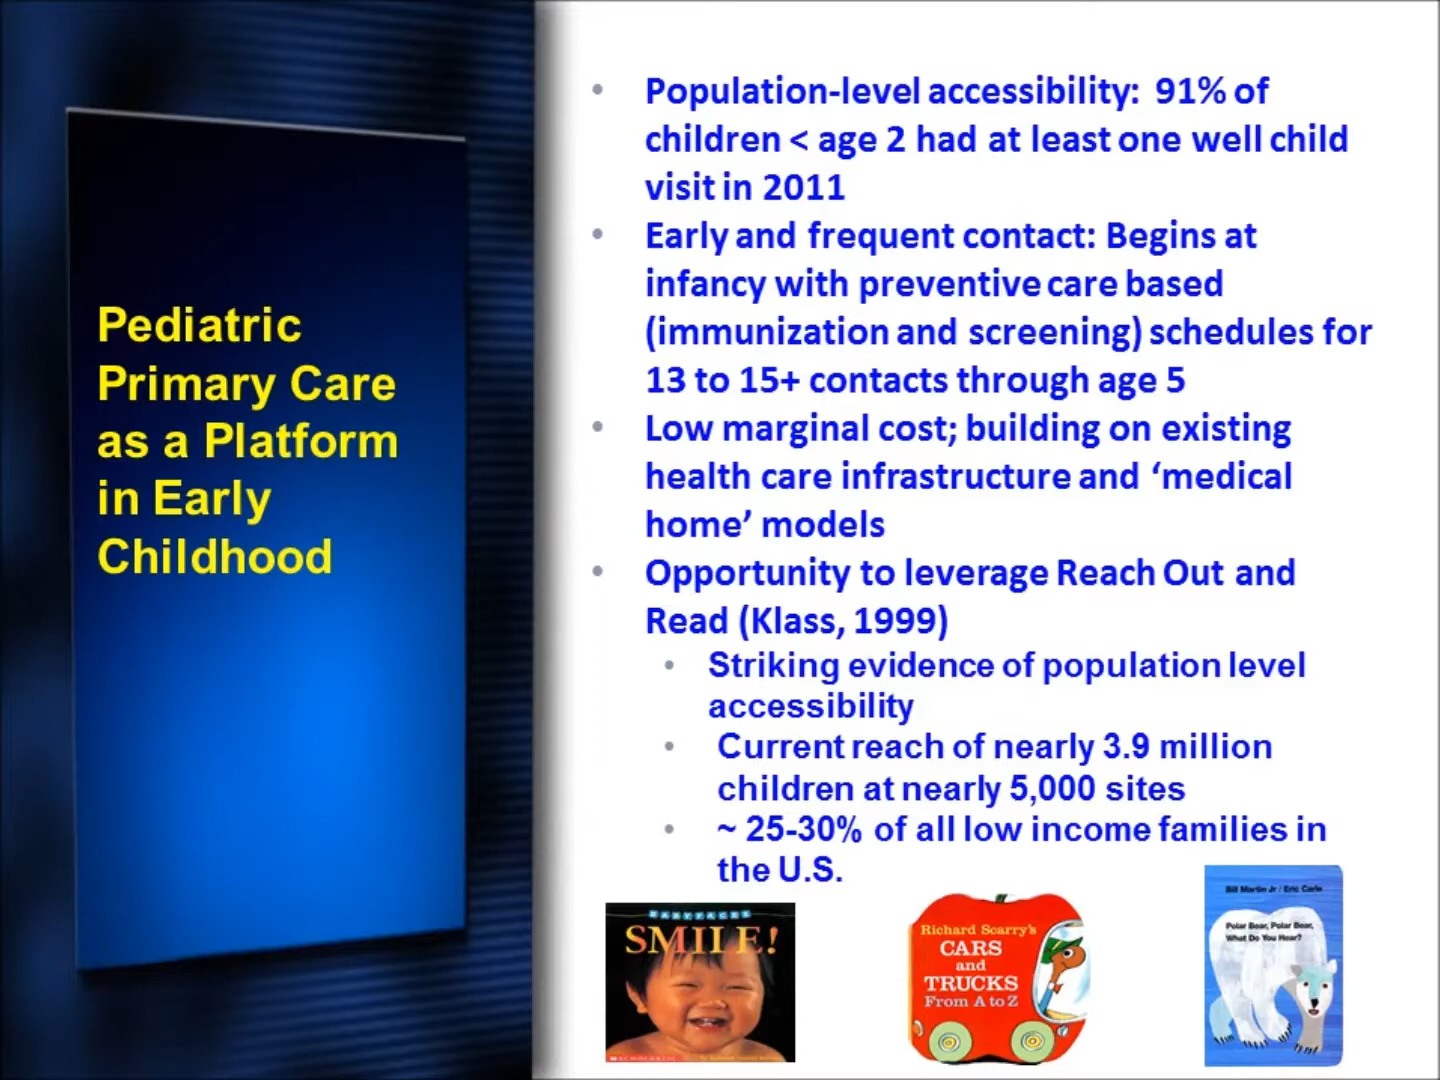 Pediatric
Primary Care
as a Platform
in Early
Childhood
• Population-level accessibility: 91% of
children < age 2 had at least one well child
visit in 2011
• Early and frequent contact: Begins at
infancy with preventive care based
(immunization and screening) schedules for
13 to 15+ contacts through age 5
• Low marginal cost; building on existing
health care infrastructure and ‘medical
home’ models
• Opportunity to leverage Reach Out and
Read (Klass, 1999)
• Striking evidence of population level
accessibility
• Current reach of nearly 3.9 million
children at nearly 5,000 sites
• ~ 25-30% of all low income families in
the U.S.
BABYFACES
SMILE!
SCHOLASTIC
Richard Scarry's
CARS
and
TRUCKS
From A to Z
Bill Martin Jr / Eric Carle
Polar Bear, Polar Bear,
What Do You Hear?